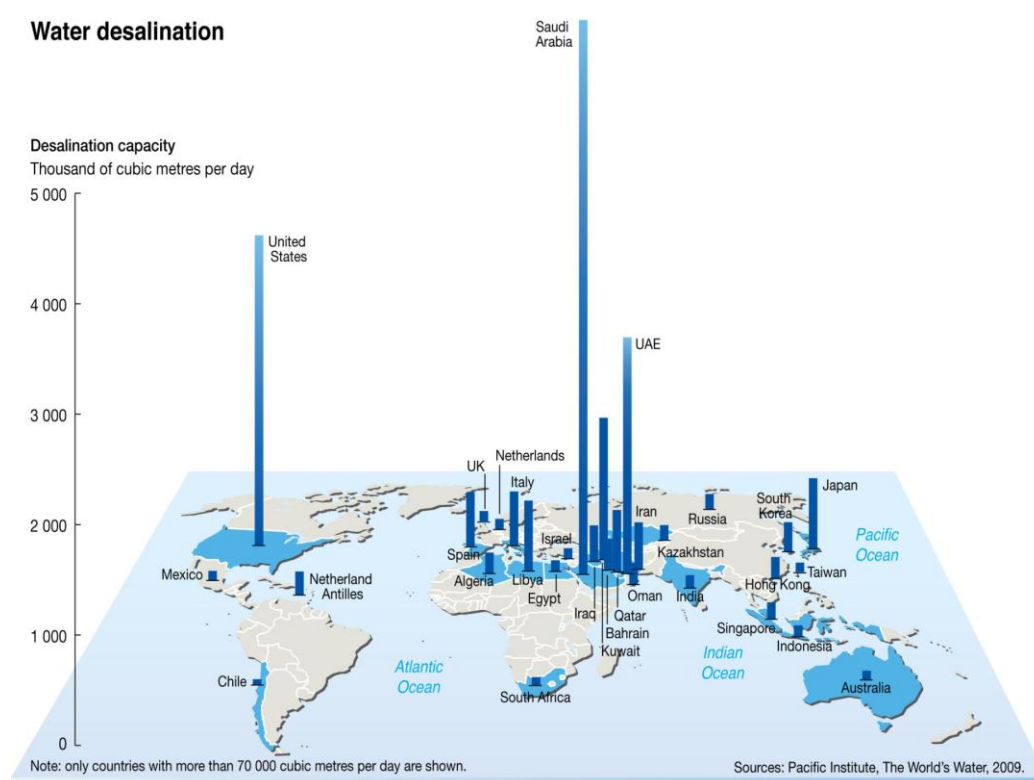 Water desalination
Saudi
Arabia
Desalination capacity
Thousand of cubic metres per day
5 000
4 000
3 000
2 000
1 000
0
United
States
UAE
UK
Netherlands
Italy
Spain
Algeria
Libya
Israel
Egypt
Iraq
Iran
Qatar
Bahrain
Kuwait
Oman
Kazakhstan
Russia
South
Korea
Japan
Pacific
Ocean
Taiwan
Hong Kong
India
Singapore
Indonesia
Mexico
Netherland
Antilles
Atlantic
Ocean
Indian
Ocean
Chile
South Africa
Australia
Note: only countries with more than 70 000 cubic metres per day are shown.
Sources: Pacific Institute, The World's Water, 2009.